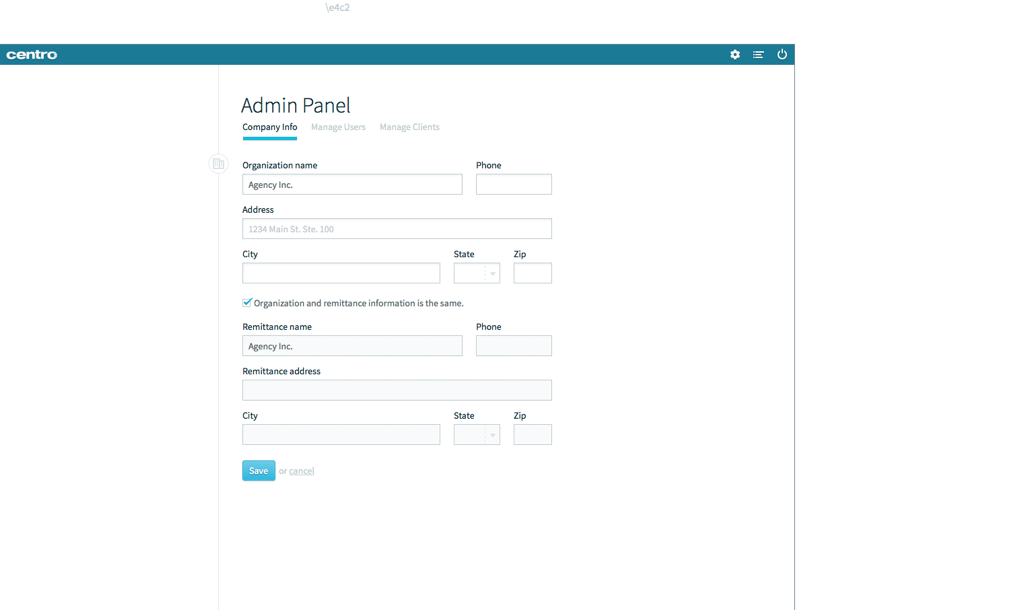 \e4c2
centro
Admin Panel
Company Info Manage Users Manage Clients
Organization name Phone
Agency Inc.
Address
1234 Main St. Ste. 100
City State Zip
Organization and remittance information is the same.
Remittance name Phone
Agency Inc.
Remittance address
City State Zip
Save or cancel